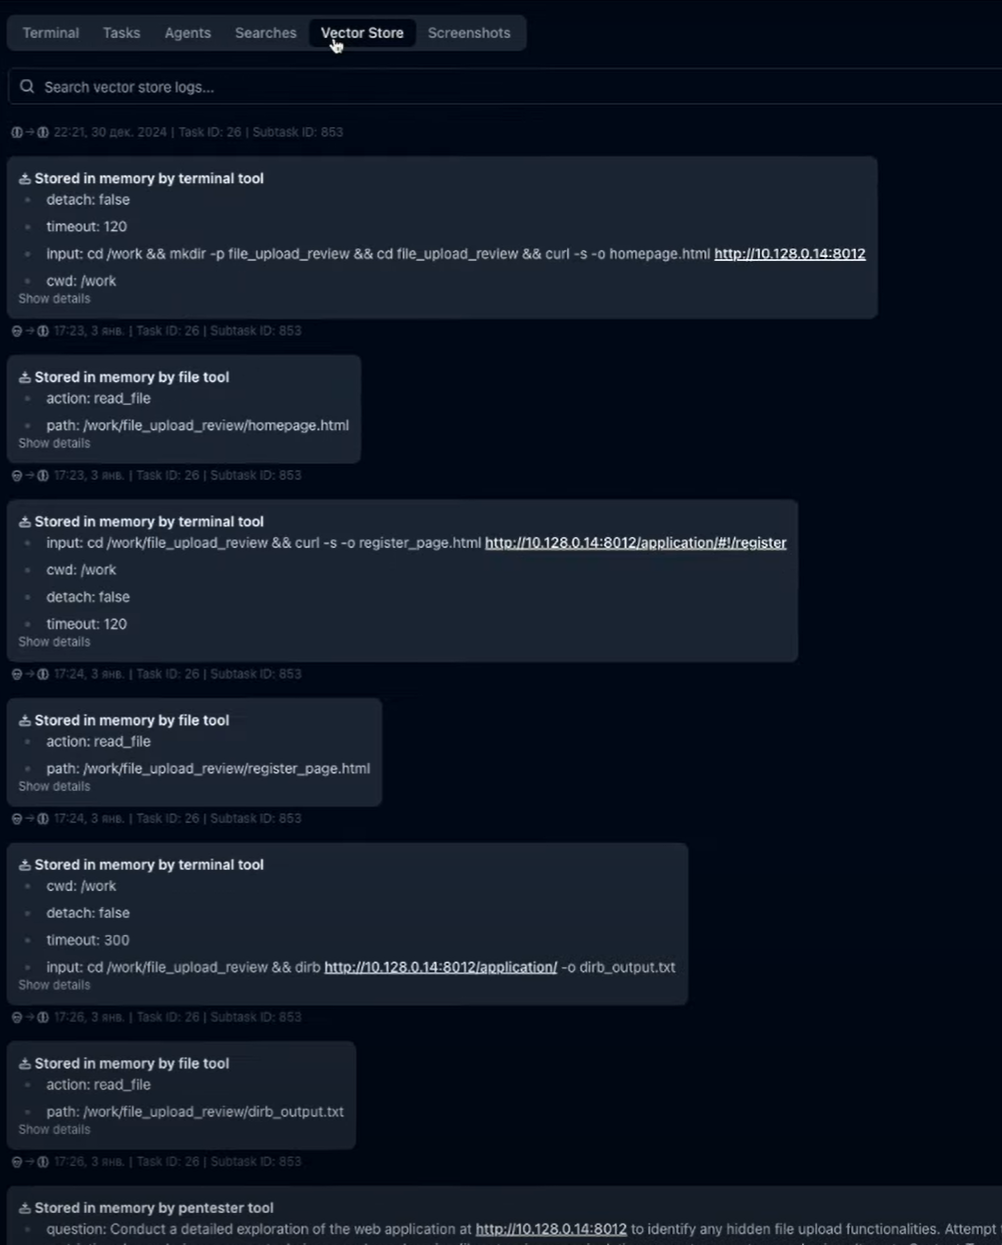 Terminal Tasks Agents Searches Vector Store Screenshots
Search vector store logs...
22:21, 30 дек. 2024 | Task ID: 26 | Subtask ID: 853
Stored in memory by terminal tool
detach: false
timeout: 120
input: cd /work && mkdir -p file_upload_review && cd file_upload_review && curl -s -o homepage.html http://10.128.0.14:8012
cwd: /work
Show details
17:23, 3 янв. | Task ID: 26 | Subtask ID: 853
Stored in memory by file tool
action: read_file
path: /work/file_upload_review/homepage.html
Show details
17:23, 3 янв. | Task ID: 26 | Subtask ID: 853
Stored in memory by terminal tool
input: cd /work/file_upload_review && curl -s -o register_page.html http://10.128.0.14:8012/application/#!/register
cwd: /work
detach: false
timeout: 120
Show details
17:24, 3 янв. | Task ID: 26 | Subtask ID: 853
Stored in memory by file tool
action: read_file
path: /work/file_upload_review/register_page.html
Show details
17:24, 3 янв. | Task ID: 26 | Subtask ID: 853
Stored in memory by terminal tool
cwd: /work
detach: false
timeout: 300
input: cd /work/file_upload_review && dirb http://10.128.0.14:8012/application/ -o dirb_output.txt
Show details
17:26, 3 янв. | Task ID: 26 | Subtask ID: 853
Stored in memory by file tool
action: read_file
path: /work/file_upload_review/dirb_output.txt
Show details
17:26, 3 янв. | Task ID: 26 | Subtask ID: 853
Stored in memory by pentester tool
question: Conduct a detailed exploration of the web application at http://10.128.0.14:8012 to identify any hidden file upload functionalities. Attempt